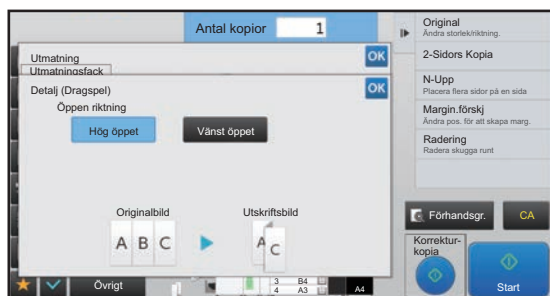 Antal kopior 1
Utmatning OK
Utmatningsfack
Detalj (Dragspel) OK
Öppen riktning
Hög öppet Vänst öppet
Originalbild Utskriftsbild
A B C A C
Övrigt
3 B4
4 A3
A4
Original
Ändra storlek/riktning.
2-Sidors Kopia
N-Upp
Placera flera sidor på en sida
Margin.förskj
Ändra pos. för att skapa marg.
Radering
Radera skugga runt
Förhandsgr. CA
Korrektur-
kopia
Start